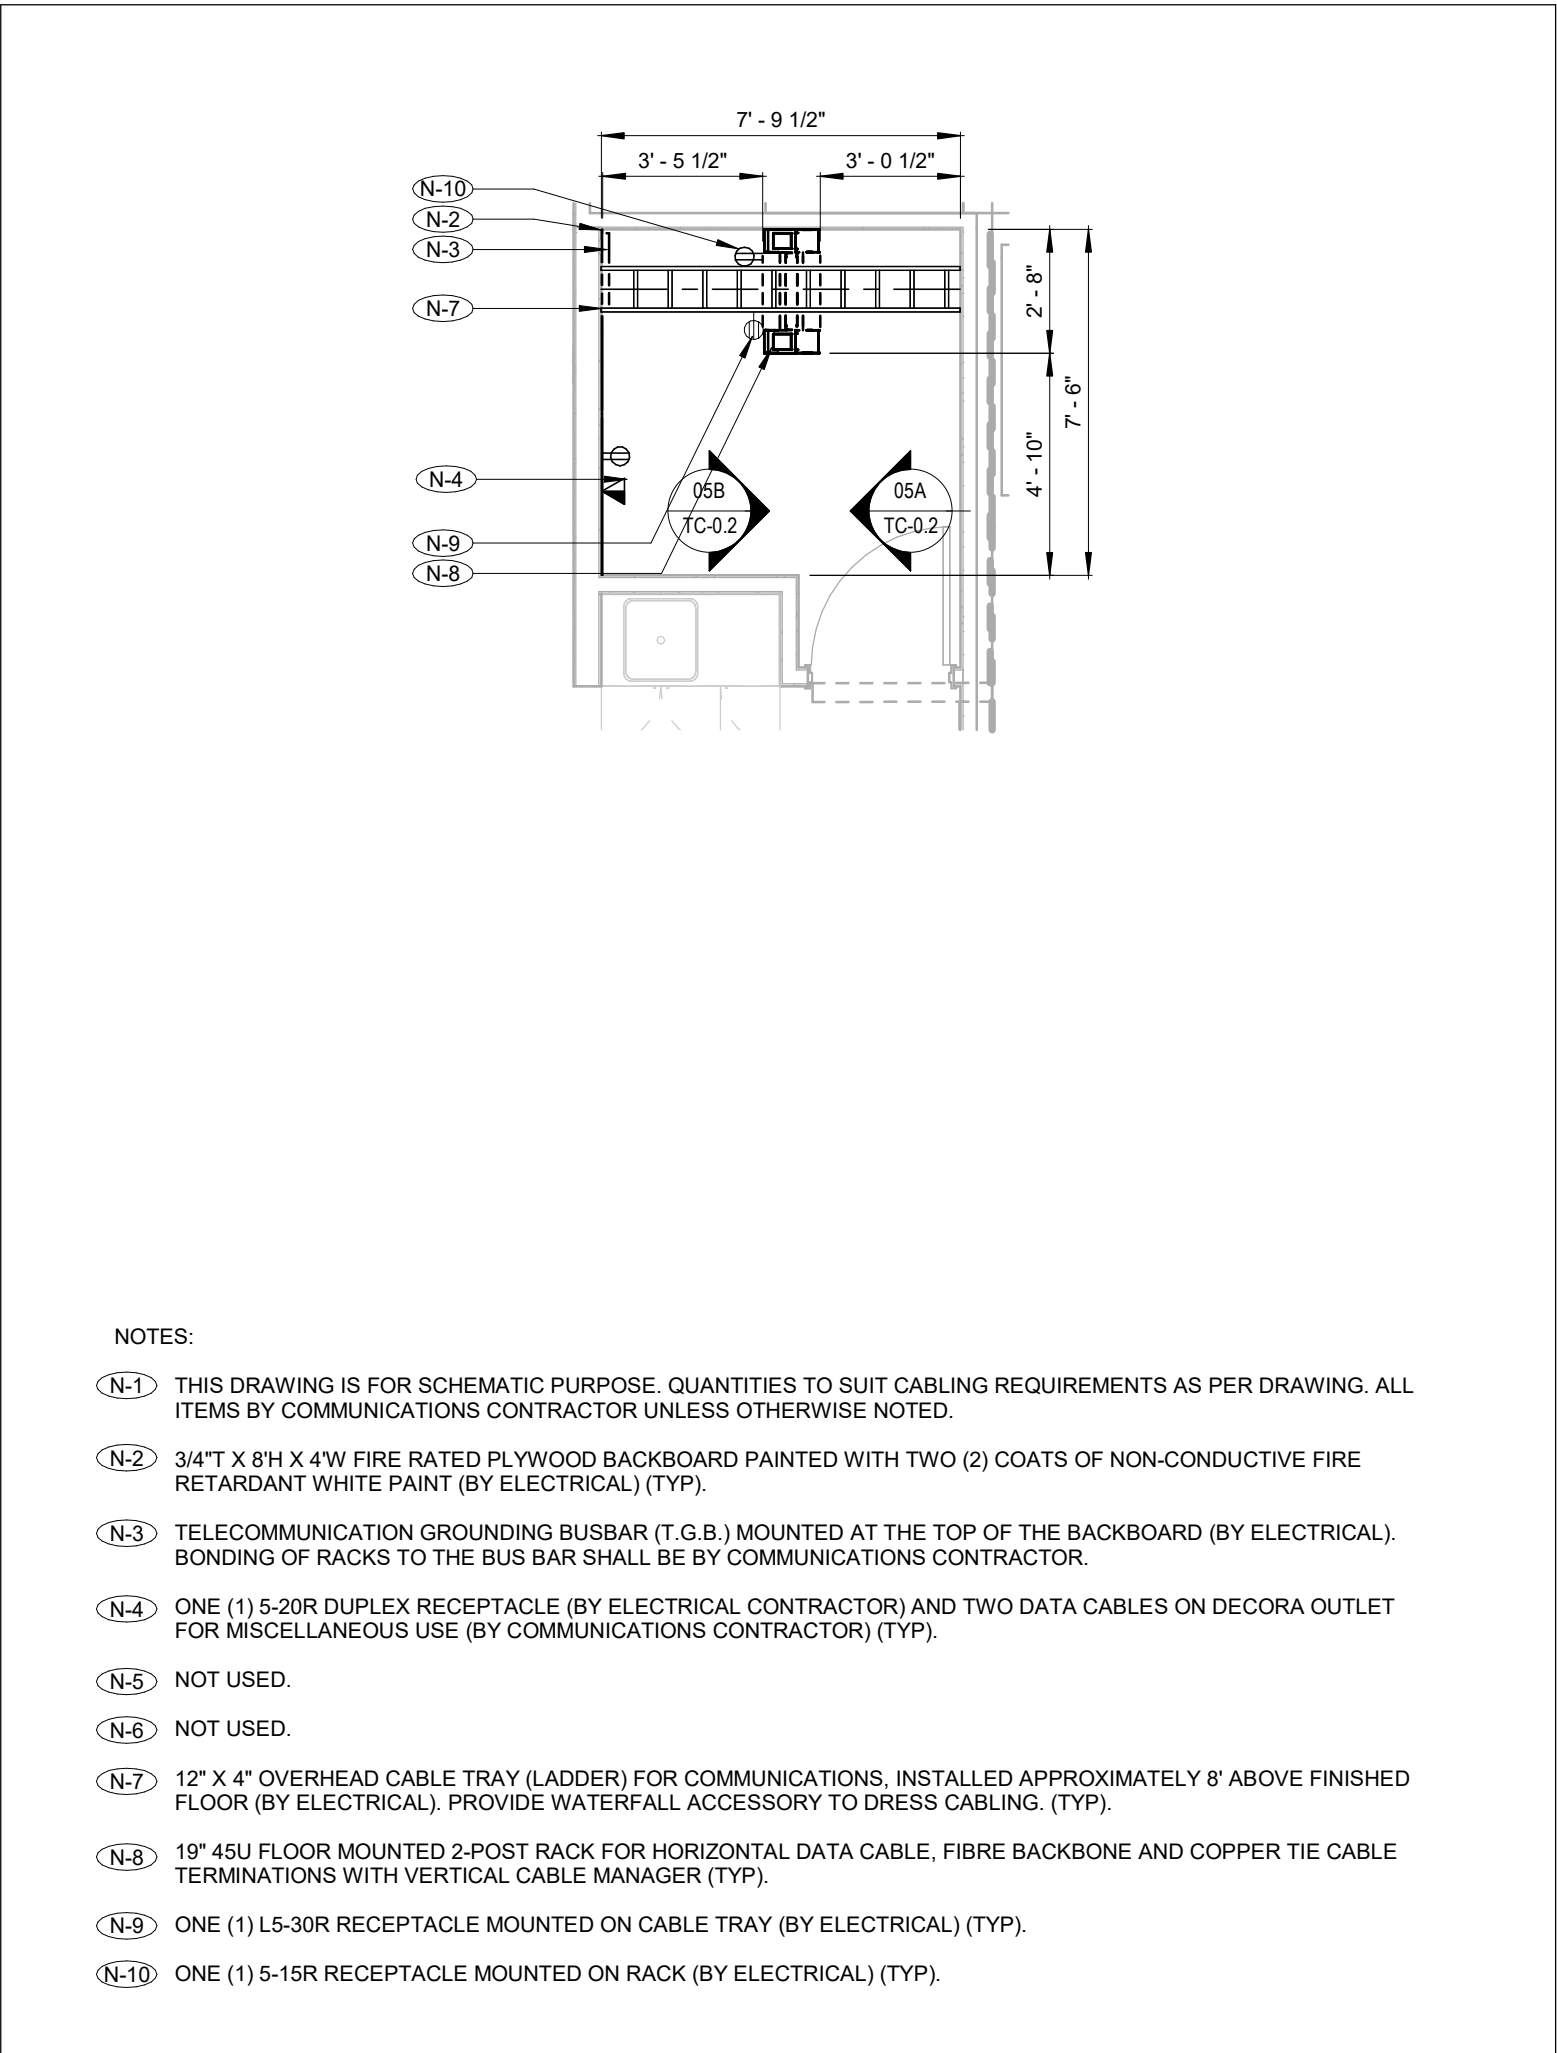 7' - 9 1/2"
3' - 5 1/2"
3' - 0 1/2"
N-10
N-2
N-3
N-7
2' - 8"
7' - 6"
4' - 10"
N-4
05B
TC-0.2
05A
TC-0.2
N-9
N-8
NOTES:
N-1 THIS DRAWING IS FOR SCHEMATIC PURPOSE. QUANTITIES TO SUIT CABLING REQUIREMENTS AS PER DRAWING. ALL
ITEMS BY COMMUNICATIONS CONTRACTOR UNLESS OTHERWISE NOTED.
N-2 3/4"T X 8'H X 4'W FIRE RATED PLYWOOD BACKBOARD PAINTED WITH TWO (2) COATS OF NON-CONDUCTIVE FIRE
RETARDANT WHITE PAINT (BY ELECTRICAL) (TYP).
N-3 TELECOMMUNICATION GROUNDING BUSBAR (T.G.B.) MOUNTED AT THE TOP OF THE BACKBOARD (BY ELECTRICAL).
BONDING OF RACKS TO THE BUS BAR SHALL BE BY COMMUNICATIONS CONTRACTOR.
N-4 ONE (1) 5-20R DUPLEX RECEPTACLE (BY ELECTRICAL CONTRACTOR) AND TWO DATA CABLES ON DECORA OUTLET
FOR MISCELLANEOUS USE (BY COMMUNICATIONS CONTRACTOR) (TYP).
N-5 NOT USED.
N-6 NOT USED.
N-7 12" X 4" OVERHEAD CABLE TRAY (LADDER) FOR COMMUNICATIONS, INSTALLED APPROXIMATELY 8' ABOVE FINISHED
FLOOR (BY ELECTRICAL). PROVIDE WATERFALL ACCESSORY TO DRESS CABLING. (TYP).
N-8 19" 45U FLOOR MOUNTED 2-POST RACK FOR HORIZONTAL DATA CABLE, FIBRE BACKBONE AND COPPER TIE CABLE
TERMINATIONS WITH VERTICAL CABLE MANAGER (TYP).
N-9 ONE (1) L5-30R RECEPTACLE MOUNTED ON CABLE TRAY (BY ELECTRICAL) (TYP).
N-10 ONE (1) 5-15R RECEPTACLE MOUNTED ON RACK (BY ELECTRICAL) (TYP).